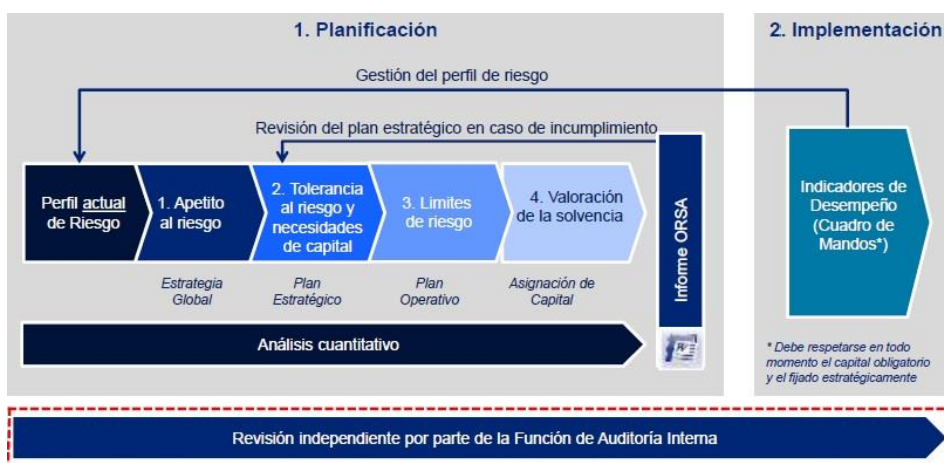 1. Planificación
2. Implementación
Gestión del perfil de riesgo
Revisión del plan estratégico en caso de incumplimiento
Perfil actual
de Riesgo
1. Apetito
al riesgo
2. Tolerancia
al riesgo y
necesidades
de capital
3. Limites
de riesgo
4. Valoración
de la solvencia
Informe ORSA
Indicadores de
Desempeño
(Cuadro de
Mandos*)
Estrategia
Global
Plan
Estratégico
Plan
Operativo
Asignación de
Capital
Análisis cuantitativo
* Debe respetarse en todo
momento el capital obligatorio
y el fijado estratégicamente
Revisión independiente por parte de la Función de Auditoría Interna